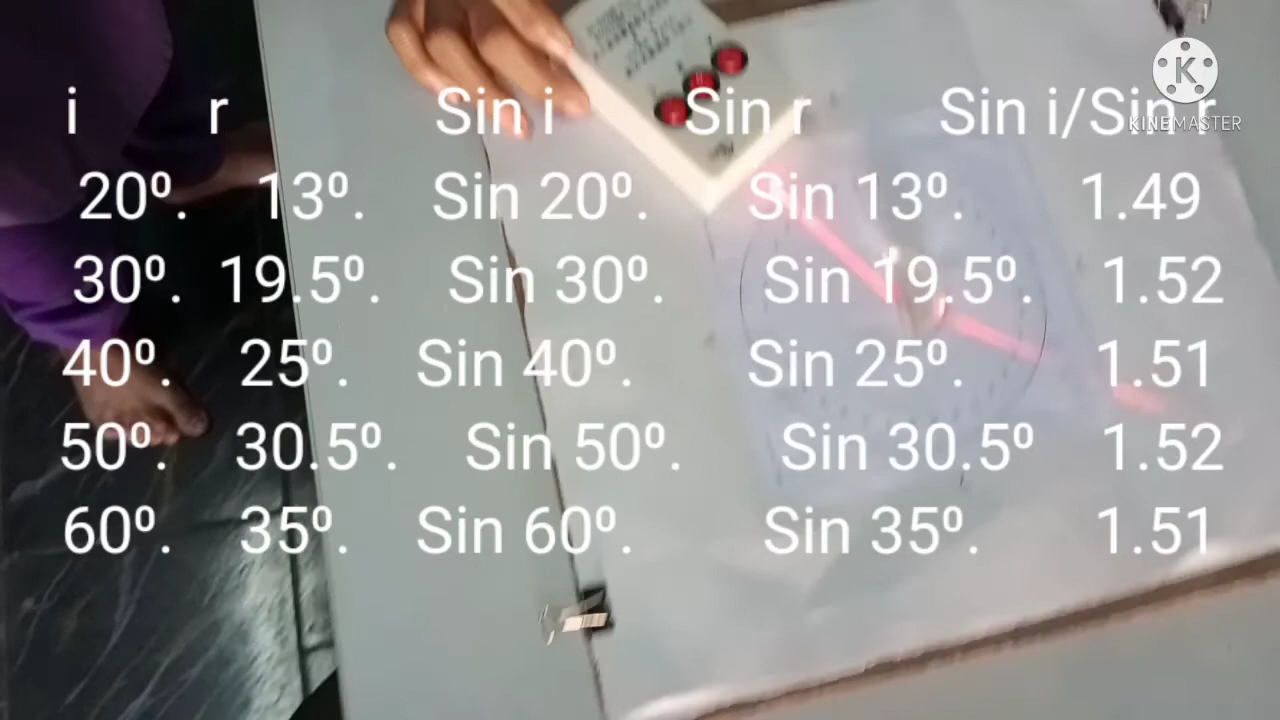 i r Sin i Sin r Sin i/Sin r
20º. 13º. Sin 20º. Sin 13º. 1.49
30º. 19.5º. Sin 30º. Sin 19.5º. 1.52
40º. 25º. Sin 40º. Sin 25º. 1.51
50º. 30.5º. Sin 50º. Sin 30.5º 1.52
60º. 35º. Sin 60º. Sin 35º. 1.51
K
KINEMASTER